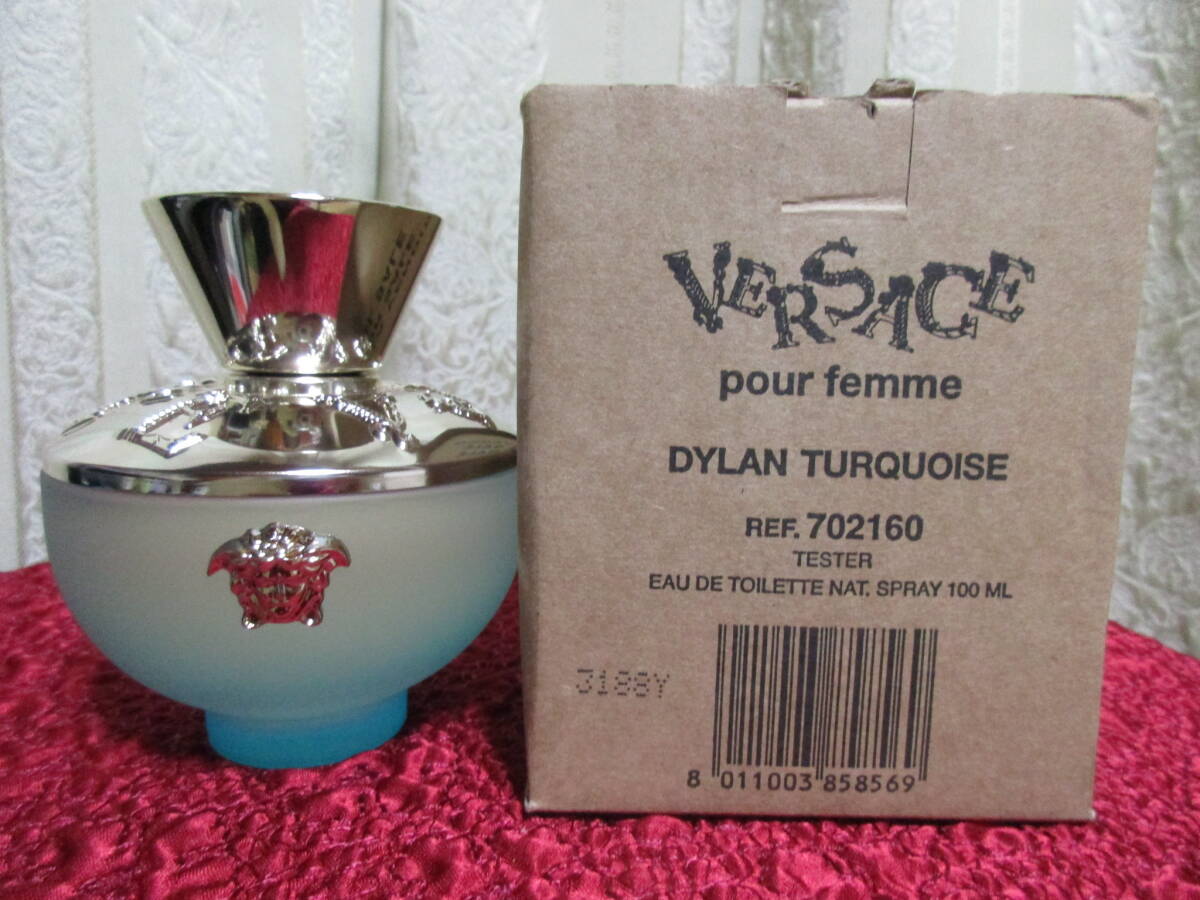 VERSACE
pour femme
DYLAN TURQUOISE
REF. 702160
TESTER
EAU DE TOILETTE NAT. SPRAY 100 ML
3188Y
8 011003 858569